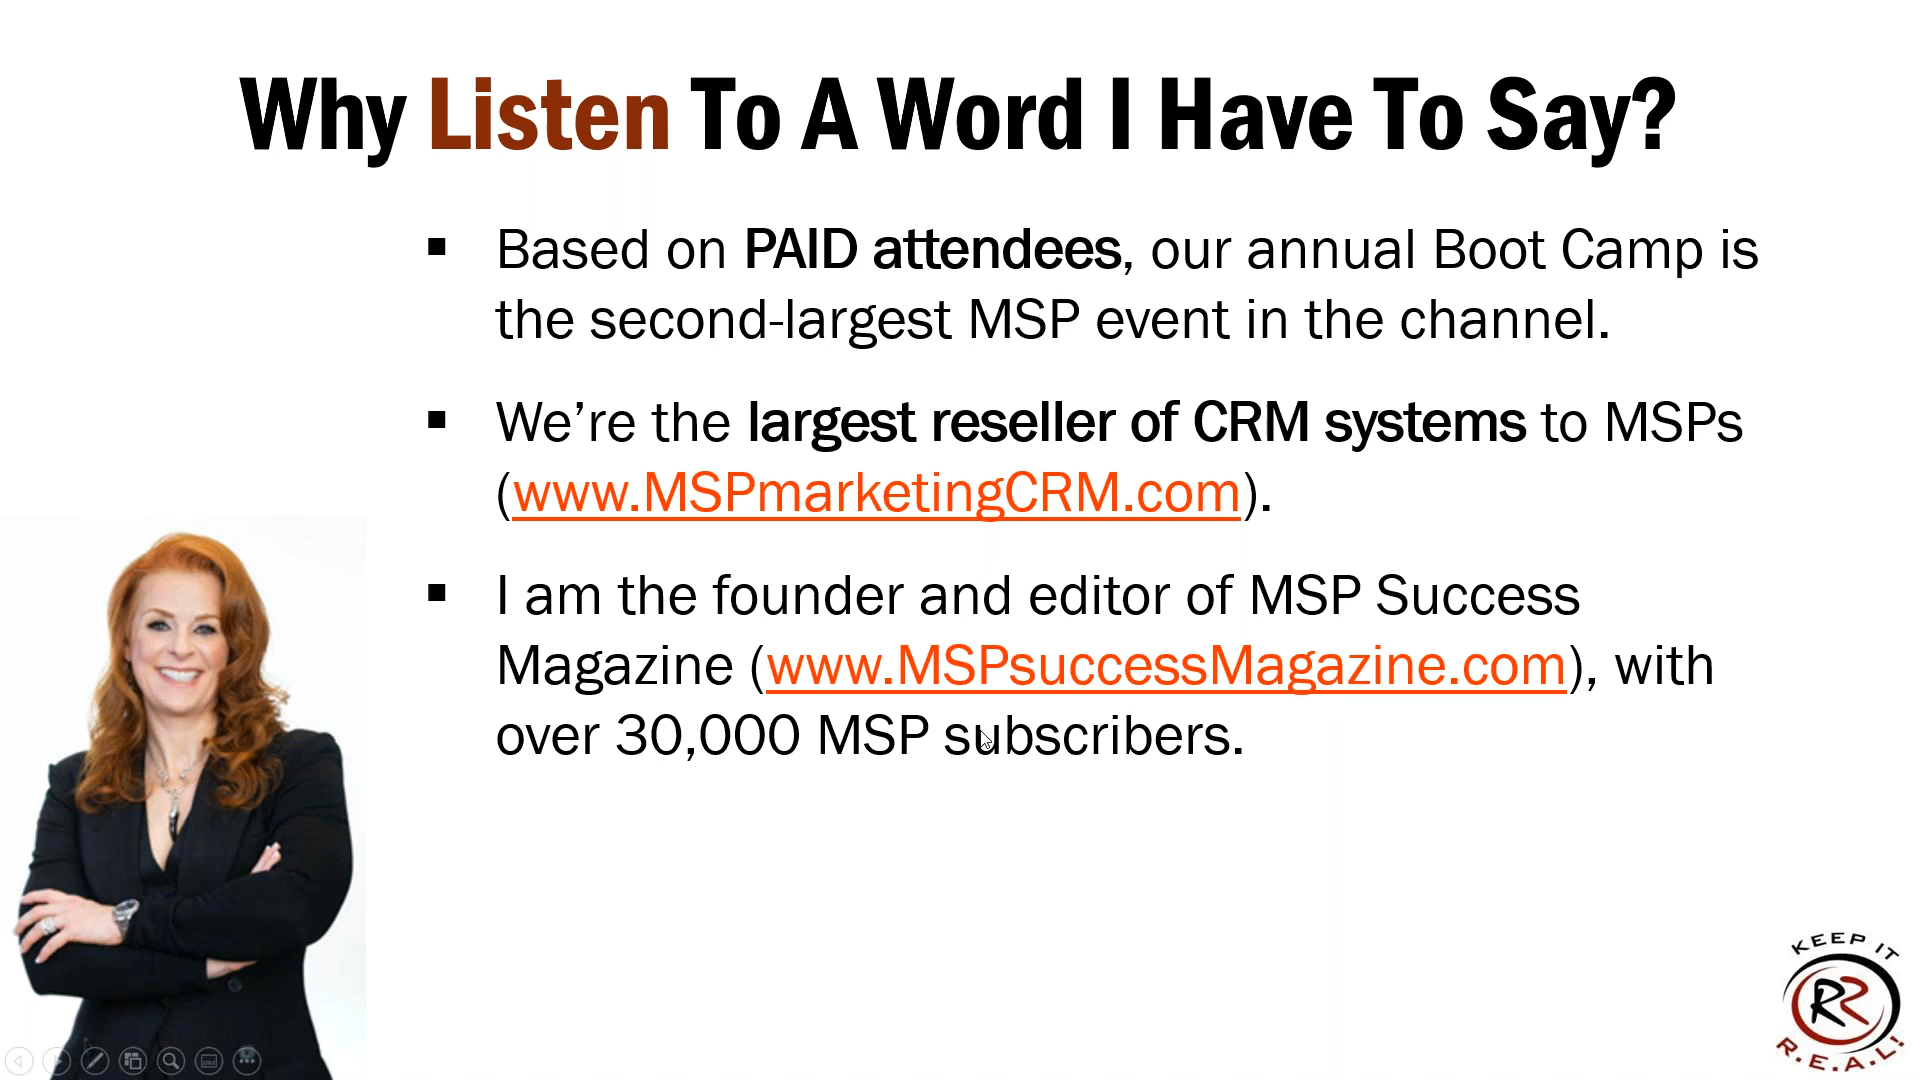 Why Listen To A Word I Have To Say?
▪ Based on PAID attendees, our annual Boot Camp is
the second-largest MSP event in the channel.
▪ We’re the largest reseller of CRM systems to MSPs
(www.MSPmarketingCRM.com).
▪ I am the founder and editor of MSP Success
Magazine (www.MSPsuccessMagazine.com), with
over 30,000 MSP subscribers.
KEEP IT
RR
R.E.A.L!